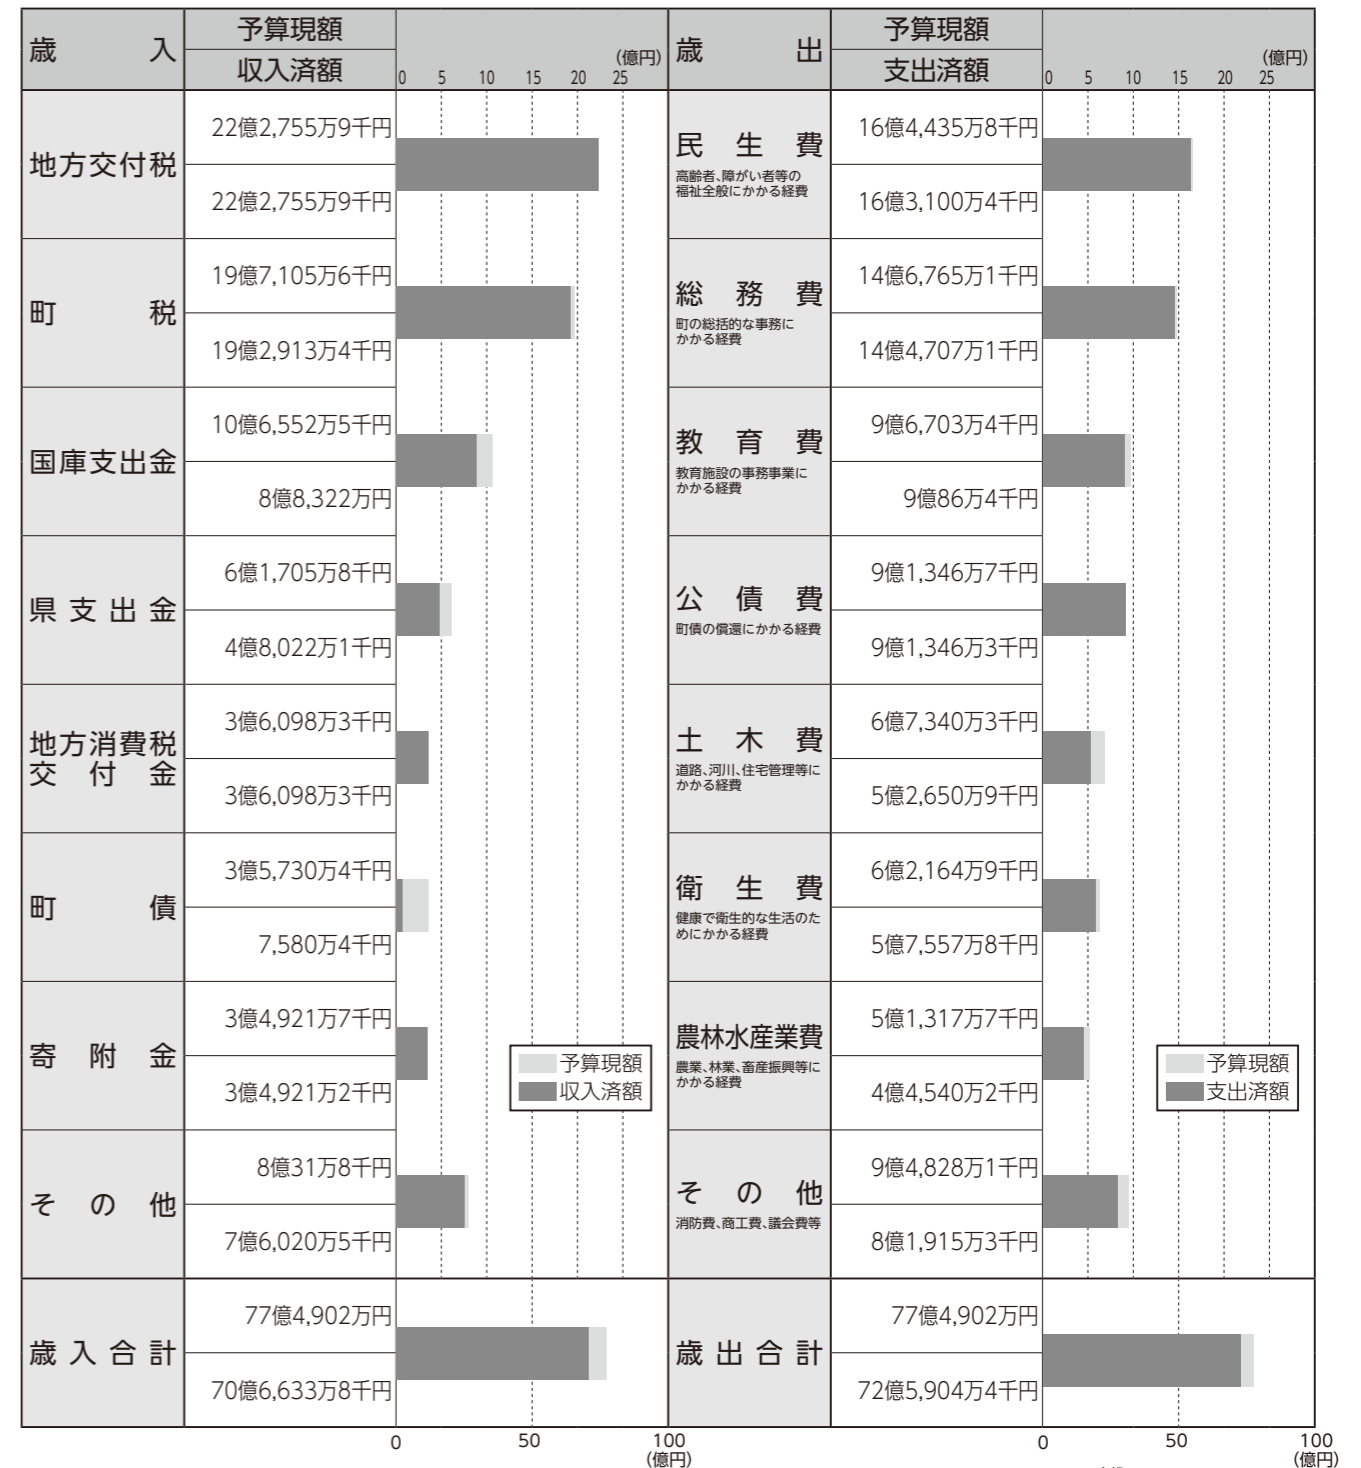 歳入
予算現額
収入済額
(億円)
0 5 10 15 20 25
歳出
予算現額
支出済額
(億円)
0 5 10 15 20 25
地方交付税
22億2,755万9千円
22億2,755万9千円
町税
19億7,105万6千円
19億2,913万4千円
国庫支出金
10億6,552万5千円
8億8,322万円
県支出金
6億1,705万8千円
4億8,022万1千円
地方消費税
交付金
3億6,098万3千円
3億6,098万3千円
町債
3億5,730万4千円
7,580万4千円
寄附金
3億4,921万7千円
3億4,921万2千円
予算現額
収入済額
その他
8億31万8千円
7億6,020万5千円
歳入合計
77億4,902万円
70億6,633万8千円
0 50 100
(億円)
民生費
高齢者、障がい者等の
福祉全般にかかる経費
16億4,435万8千円
16億3,100万4千円
総務費
町の総括的な事務に
かかる経費
14億6,765万1千円
14億4,707万1千円
教育費
教育施設の事務事業に
かかる経費
9億6,703万4千円
9億86万4千円
公債費
町債の償還にかかる経費
9億1,346万7千円
9億1,346万3千円
土木費
道路、河川、住宅管理等に
かかる経費
6億7,340万3千円
5億2,650万9千円
衛生費
健康で衛生的な生活のた
めにかかる経費
6億2,164万9千円
5億7,557万8千円
農林水産業費
農業、林業、畜産振興等に
かかる経費
5億1,317万7千円
4億4,540万2千円
予算現額
支出済額
その他
消防費、商工費、議会費等
9億4,828万1千円
8億1,915万3千円
歳出合計
77億4,902万円
72億5,904万4千円
0 50 100
(億円)